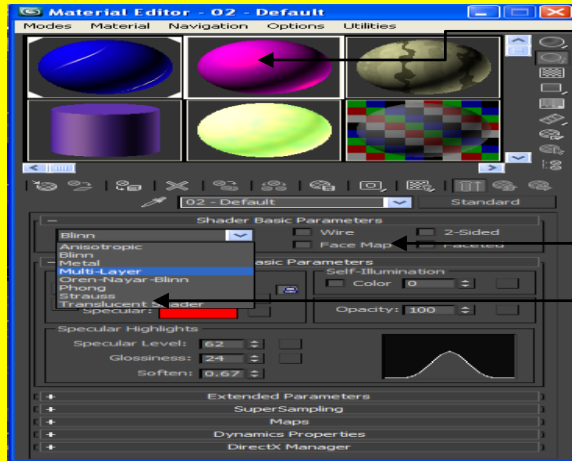 Material Editor - 02 - Default
Modes Material Navigation Options Utilities
02 - Default Standard
Shader Basic Parameters
Blinn Wire 2-Sided
Face Map Faceted
Anisotropic
Blinn
Metal
Multi-Layer
Oren-Nayar-Blinn
Phong
Strauss
Translucent Shader
asic Parameters
Self-Illumination
Color 0
Specular: Opacity: 100
Specular Highlights
Specular Level: 62
Glossiness: 24
Soften: 0.67
Extended Parameters
SuperSampling
Maps
Dynamics Properties
DirectX Manager